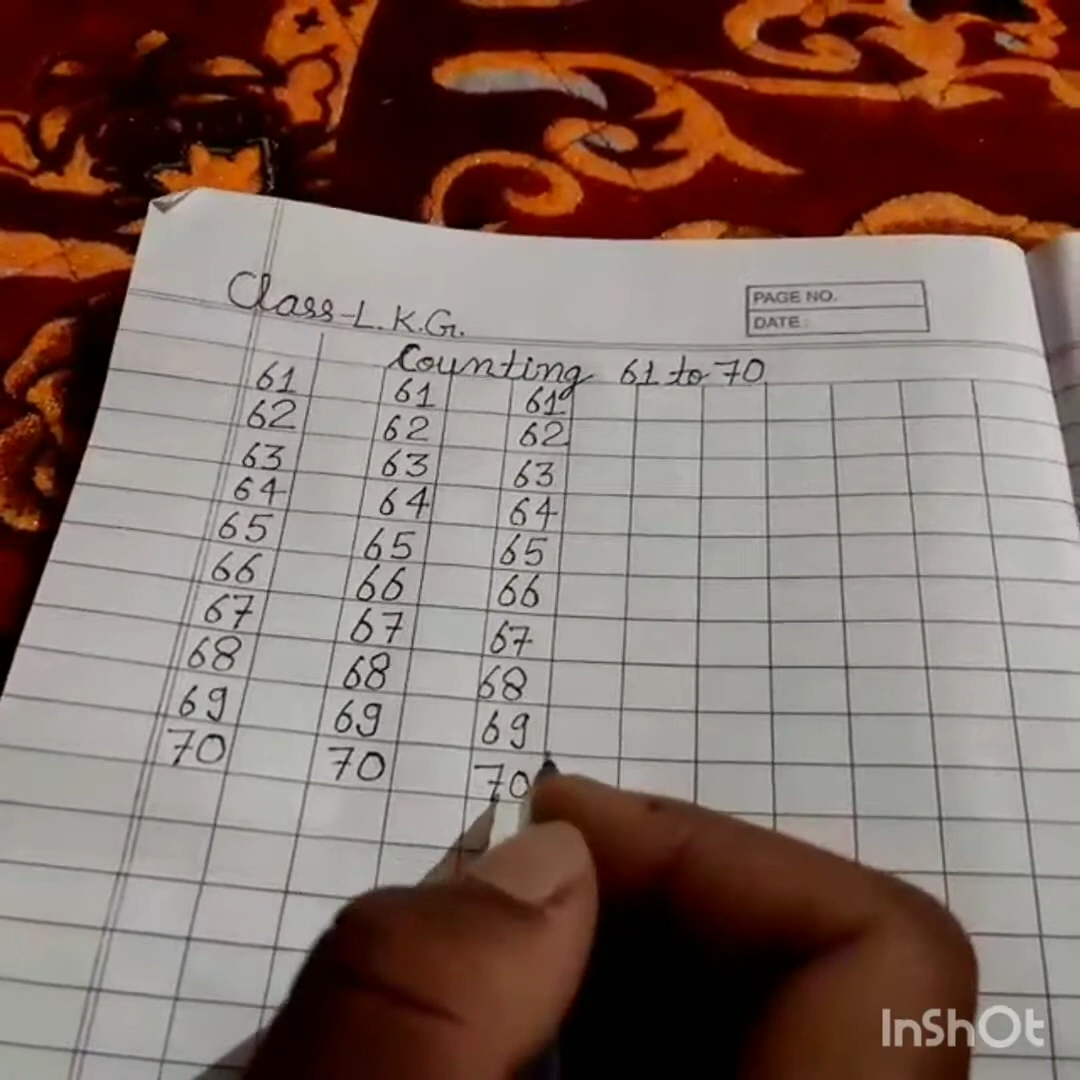 Class-L.K.G.
PAGE NO.
DATE:
Counting 61 to 70
61 61 61
62 62 62
63 63 63
64 64 64
65 65 65
66 66 66
67 67 67
68 68 68
69 69 69
70 70 70
InShOt